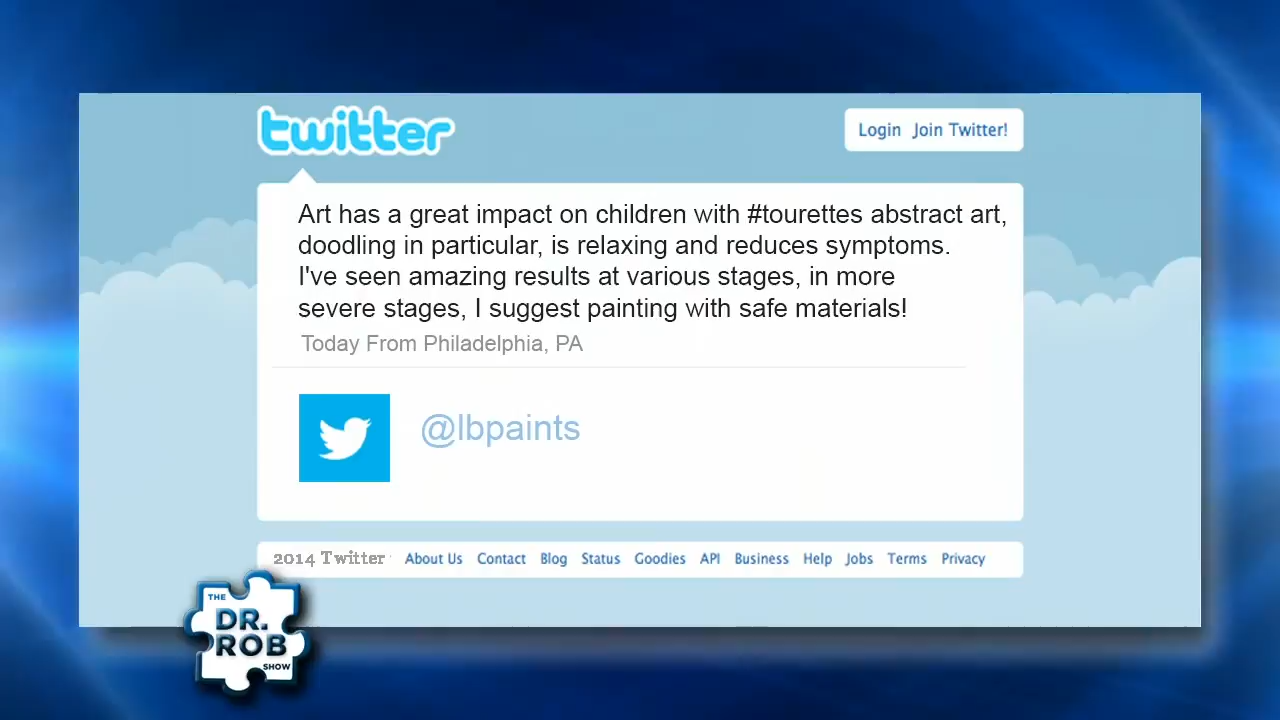 twitter
Login Join Twitter!
Art has a great impact on children with #tourettes abstract art,
doodling in particular, is relaxing and reduces symptoms.
I've seen amazing results at various stages, in more
severe stages, I suggest painting with safe materials!
Today From Philadelphia, PA
@lbpaints
2014 Twitter About Us Contact Blog Status Goodies API Business Help Jobs Terms Privacy
THE
DR.
ROB
SHOW